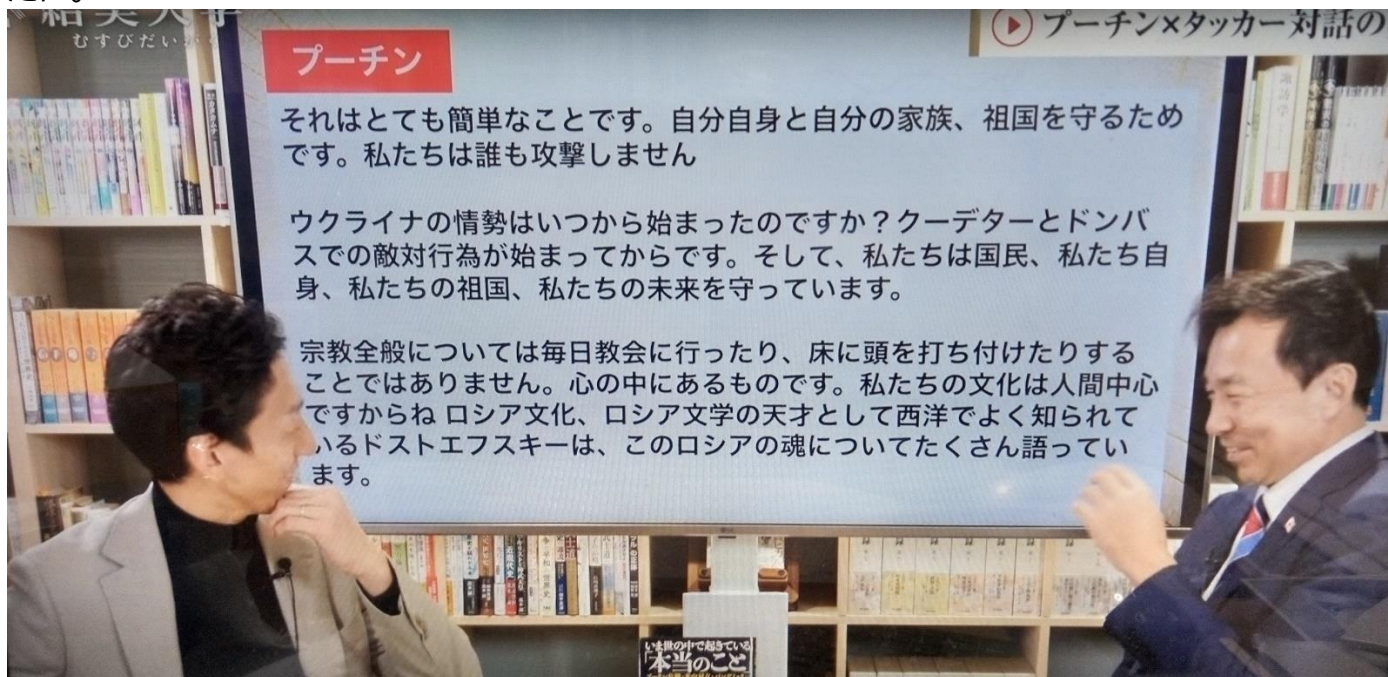 むすびだい
プーチン×タッカー対話の
プーチン
それはとても簡単なことです。自分自身と自分の家族、祖国を守るため
です。私たちは誰も攻撃しません
ウクライナの情勢はいつから始まったのですか？クーデターとドンバ
スでの敵対行為が始まってからです。そして、私たちは国民、私たち自
身、私たちの祖国、私たちの未来を守っています。
宗教全般については毎日教会に行ったり、床に頭を打ち付けたりする
ことではありません。心の中にあるものです。私たちの文化は人間中心
ですからね ロシア文化、ロシア文学の天才として西洋でよく知られて
いるドストエフスキーは、このロシアの魂についてたくさん語ってい
ます。
いま世の中で起きている
「本当のこと